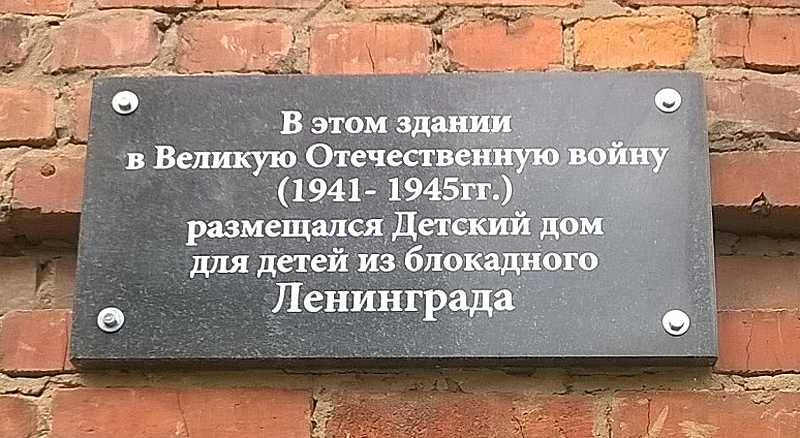 В этом здании
в Великую Отечественную войну
(1941- 1945гг.)
размещался Детский дом
для детей из блокадного
Ленинграда